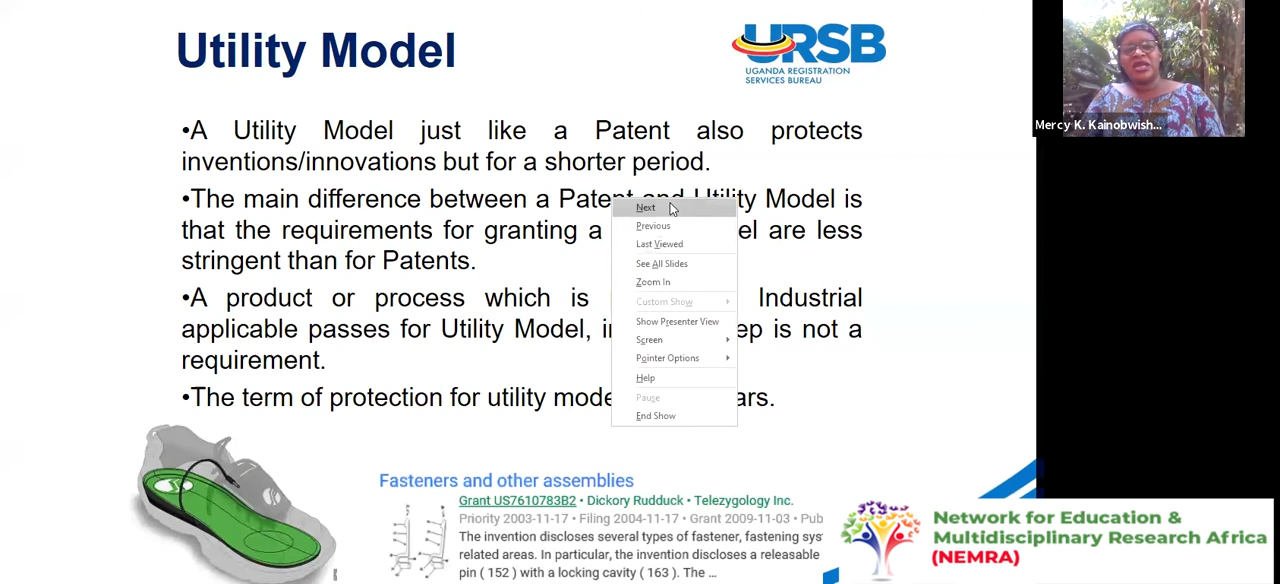 Utility Model
URSB
UGANDA REGISTRATION
SERVICES BUREAU
•A Utility Model just like a Patent also protects
inventions/innovations but for a shorter period.
•The main difference between a Patent and Utility Model is
that the requirements for granting a el are less
stringent than for Patents.
•A product or process which is Industrial
applicable passes for Utility Model, ep is not a
requirement.
•The term of protection for utility mode ars.
Next
Previous
Last Viewed
See All Slides
Zoom In
Custom Show
Show Presenter View
Screen
Pointer Options
Help
Pause
End Show
Mercy K. Kainobwish...
Fasteners and other assemblies
Grant US7610783B2 • Dickory Rudduck • Telezygology Inc.
Priority 2003-11-17 • Filing 2004-11-17 • Grant 2009-11-03 • Pub
The invention discloses several types of fastener, fastening sys
related areas. In particular, the invention discloses a releasable
pin ( 152 ) with a locking cavity ( 163 ). The ...
Network for Education &
Multidisciplinary Research Africa
(NEMRA)